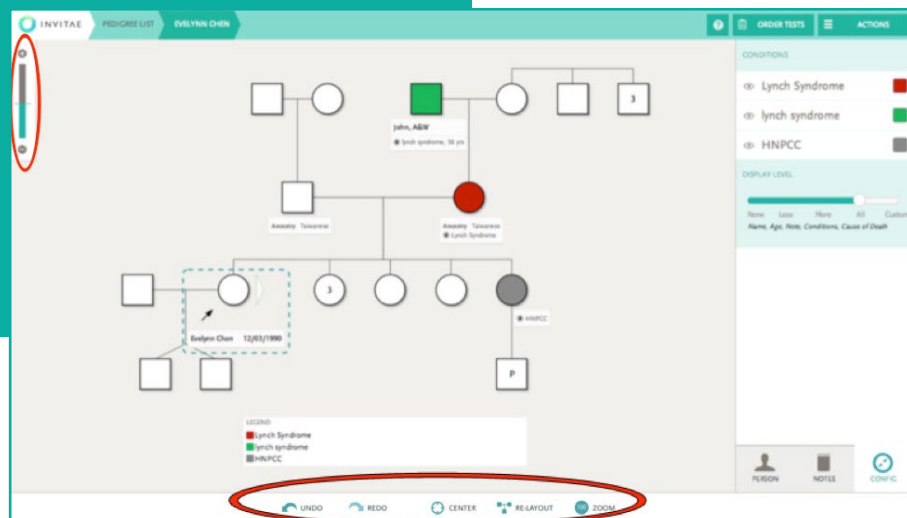 INVITAE PEDIGREE LIST EVELYNN CHEN ? ORDER TESTS ACTIONS
CONDITIONS
Lynch Syndrome
lynch syndrome
HNPCC
DISPLAY LEVEL
None Less More All Custom
Name, Age, Note, Conditions, Cause of Death
3
John, A&W
lynch syndrome, 56 yrs
Ancestry Taiwanese
Ancestry Taiwanese
Lynch Syndrome
3
HNPCC
Evelynn Chen 12/03/1990
P
LEGEND
Lynch Syndrome
lynch syndrome
HNPCC
PERSON NOTES CONFIG
UNDO REDO CENTER RE-LAYOUT ZOOM